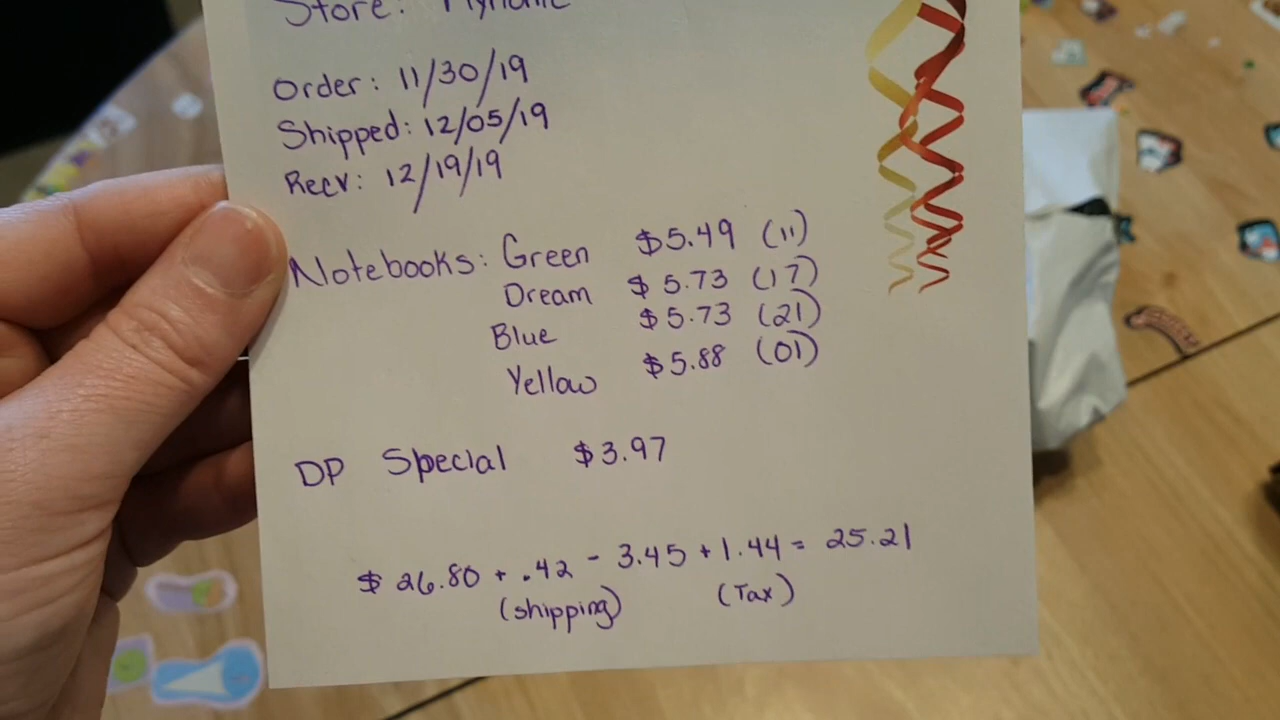 Store:
Order: 11/30/19
Shipped: 12/05/19
Recv: 12/19/19
Notebooks: Green $5.49 (11)
Dream $5.73 (17)
Blue $5.73 (21)
Yellow $5.88 (01)
DP Special $3.97
$26.80 + .42 - 3.45 + 1.44 = 25.21
(shipping) (Tax)